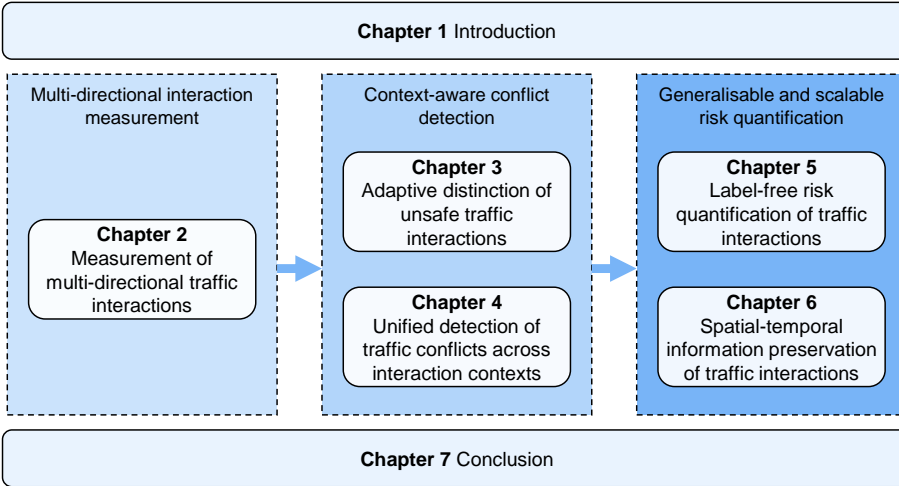 Chapter 1 Introduction
Multi-directional interaction
measurement
Chapter 2
Measurement of
multi-directional traffic
interactions
Context-aware conflict
detection
Chapter 3
Adaptive distinction of
unsafe traffic
interactions
Chapter 4
Unified detection of
traffic conflicts across
interaction contexts
Generalisable and scalable
risk quantification
Chapter 5
Label-free risk
quantification of traffic
interactions
Chapter 6
Spatial-temporal
information preservation
of traffic interactions
Chapter 7 Conclusion